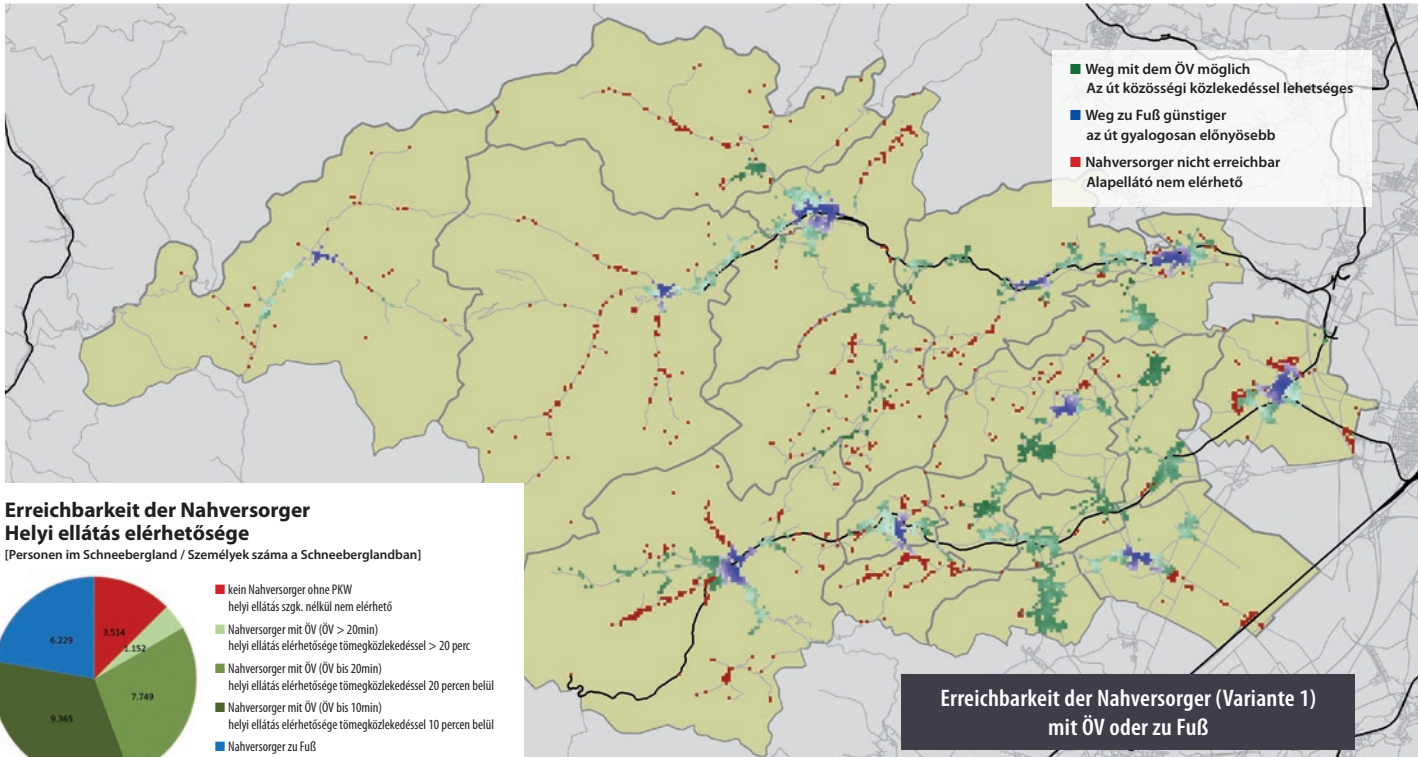 Weg mit dem ÖV möglich
Az út közösségi közlekedéssel lehetséges
Weg zu Fuß günstiger
az út gyalogosan előnyösebb
Nahversorger nicht erreichbar
Alapellátó nem elérhető
Erreichbarkeit der Nahversorger
Helyi ellátás elérhetősége
[Personen im Schneebergland / Személyek száma a Schneeberglandban]
6.229
3.514
1.152
7.749
9.365
kein Nahversorger ohne PKW
helyi ellátás szgk. nélkül nem elérhető
Nahversorger mit ÖV (ÖV > 20min)
helyi ellátás elérhetősége tömegközlekedéssel > 20 perc
Nahversorger mit ÖV (ÖV bis 20min)
helyi ellátás elérhetősége tömegközlekedéssel 20 percen belül
Nahversorger mit ÖV (ÖV bis 10min)
helyi ellátás elérhetősége tömegközlekedéssel 10 percen belül
Nahversorger zu Fuß
Erreichbarkeit der Nahversorger (Variante 1)
mit ÖV oder zu Fuß